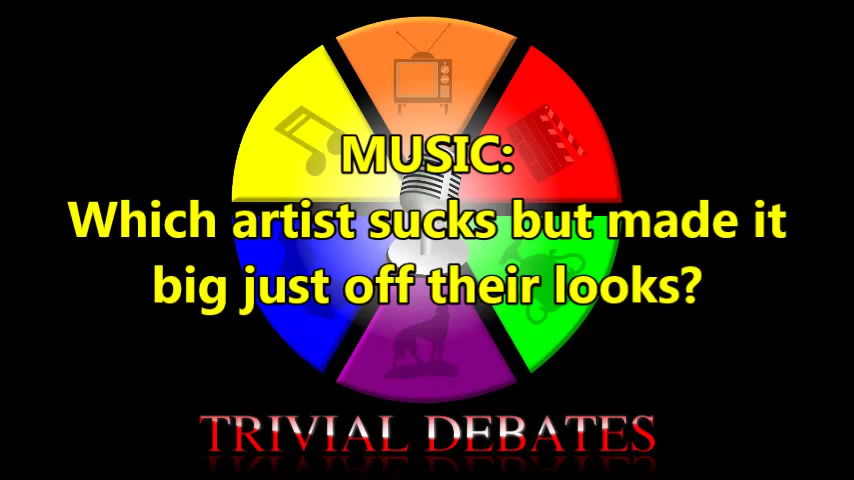 MUSIC:
Which artist sucks but made it
big just off their looks?
TRIVIAL DEBATES